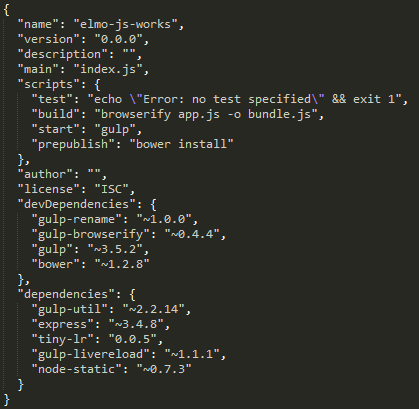 {
  "name": "elmo-js-works",
  "version": "0.0.0",
  "description": "",
  "main": "index.js",
  "scripts": {
    "test": "echo \"Error: no test specified\" && exit 1",
    "build": "browserify app.js -o bundle.js",
    "start": "gulp",
    "prepublish": "bower install"
  },
  "author": "",
  "license": "ISC",
  "devDependencies": {
    "gulp-rename": "~1.0.0",
    "gulp-browserify": "~0.4.4",
    "gulp": "~3.5.2",
    "bower": "~1.2.8"
  },
  "dependencies": {
    "gulp-util": "~2.2.14",
    "express": "~3.4.8",
    "tiny-lr": "0.0.5",
    "gulp-livereload": "~1.1.1",
    "node-static": "~0.7.3"
  }
}